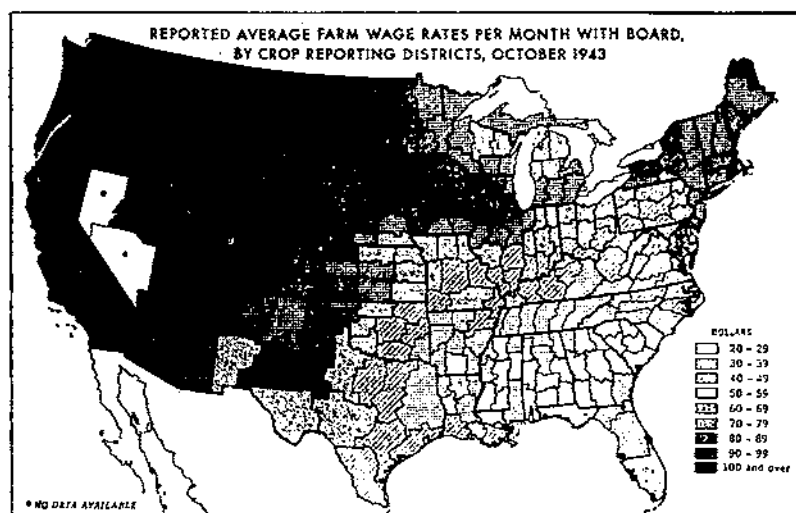 REPORTED AVERAGE FARM WAGE RATES PER MONTH WITH BOARD,
BY CROP REPORTING DISTRICTS, OCTOBER 1943
DOLLARS
20 - 29
30 - 39
40 - 49
50 - 59
60 - 69
70 - 79
80 - 89
90 - 99
100 and over
● NO DATA AVAILABLE